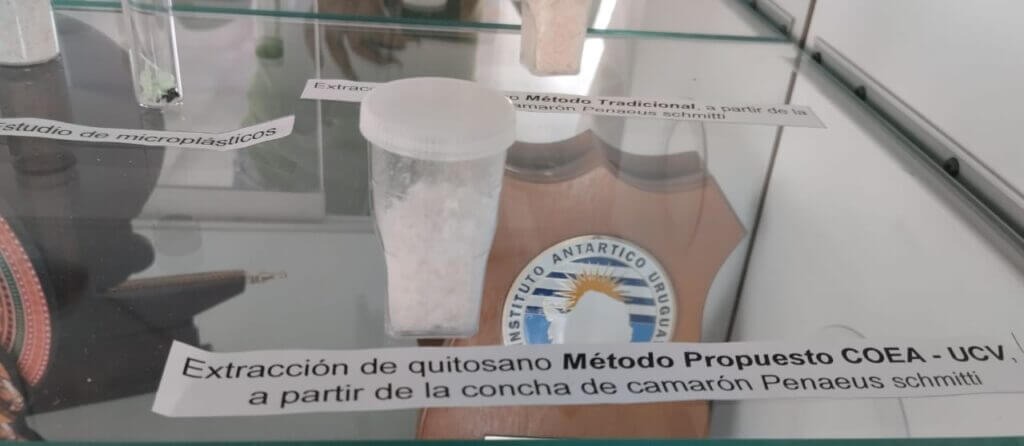 Extracc Método Tradicional, a partir de la
camarón Penaeus schmitti
studio de microplásticos
INSTITUTO ANTARTICO URUGUA
Extracción de quitosano Método Propuesto COEA - UCV,
a partir de la concha de camarón Penaeus schmitti